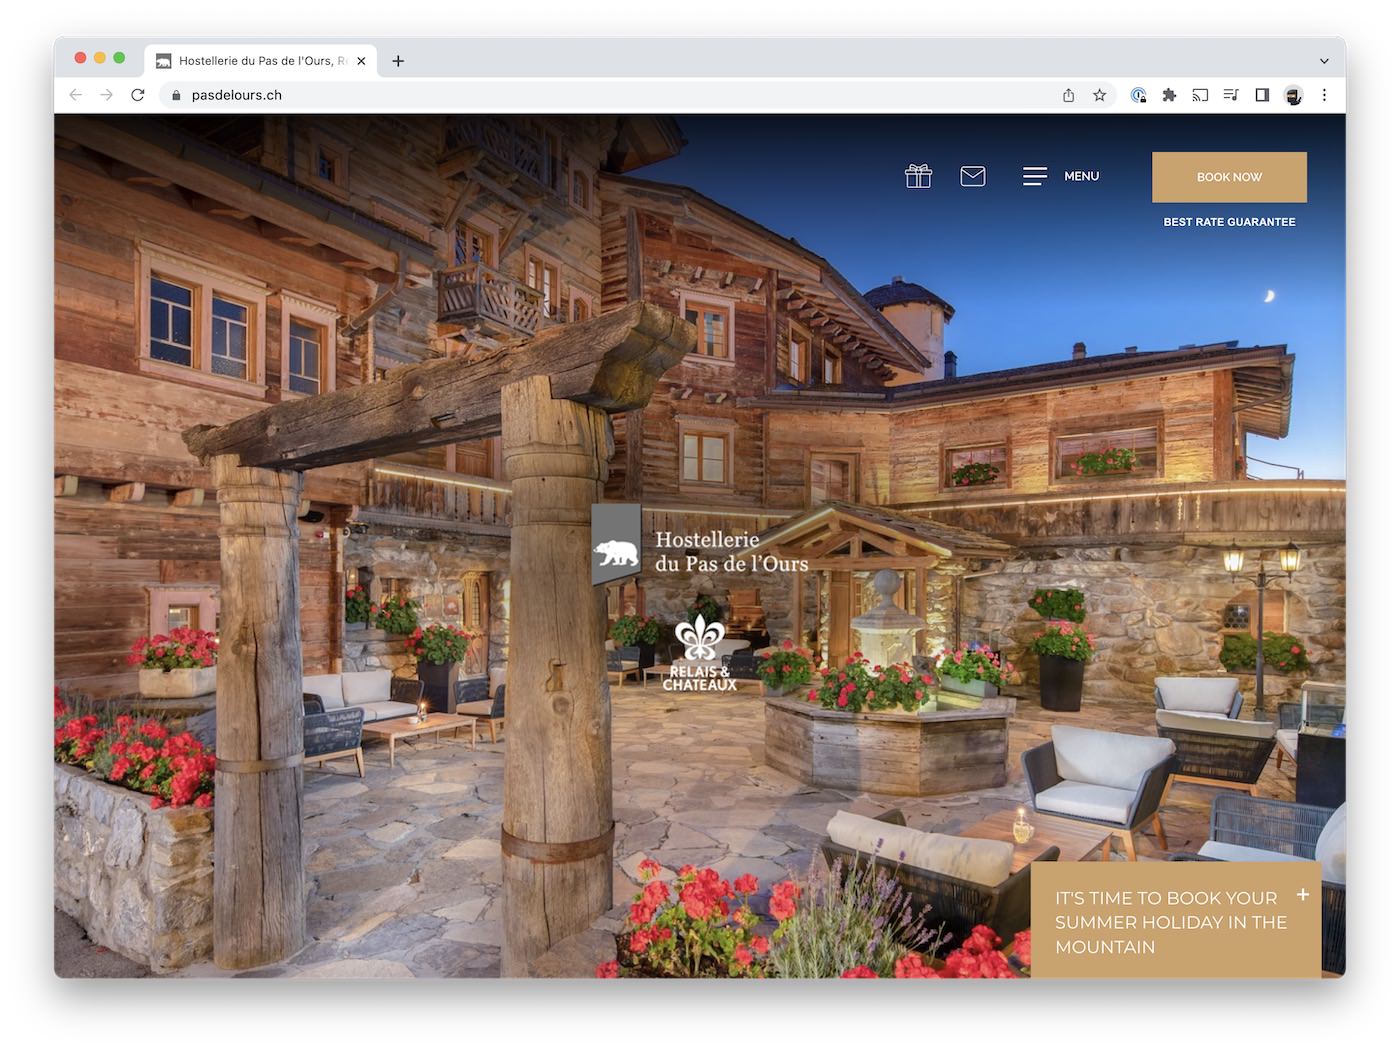 Hostellerie du Pas de l'Ours, R
pasdelours.ch
MENU
BOOK NOW
BEST RATE GUARANTEE
Hostellerie
du Pas de l'Ours
RELAIS &
CHATEAUX
IT'S TIME TO BOOK YOUR
SUMMER HOLIDAY IN THE
MOUNTAIN